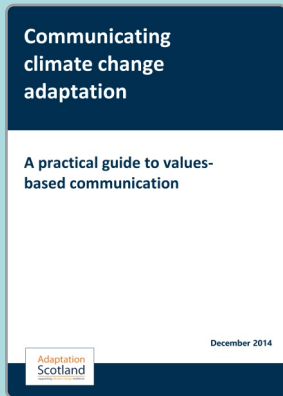 Communicating
climate change
adaptation
A practical guide to values-
based communication
December 2014
Adaptation
Scotland